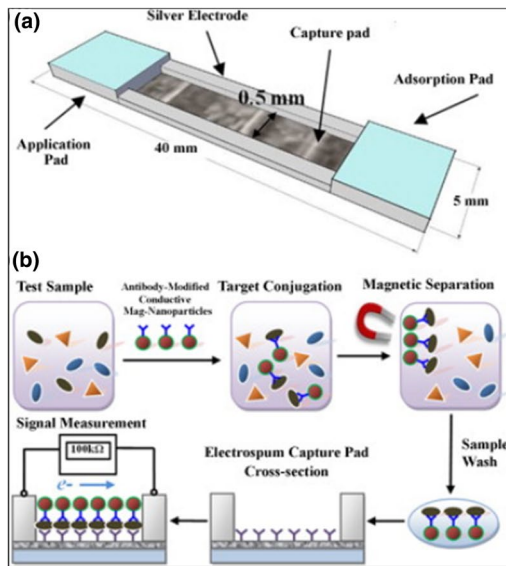 (a)
Silver Electrode
Capture pad
Adsorption Pad
0.5 mm
Application
Pad
40 mm
5 mm
(b)
Test Sample
Antibody-Modified
Conductive
Mag-Nanoparticles
Target Conjugation
Magnetic Separation
Signal Measurement
100kΩ
e-
Electrospum Capture Pad
Cross-section
Sample
Wash